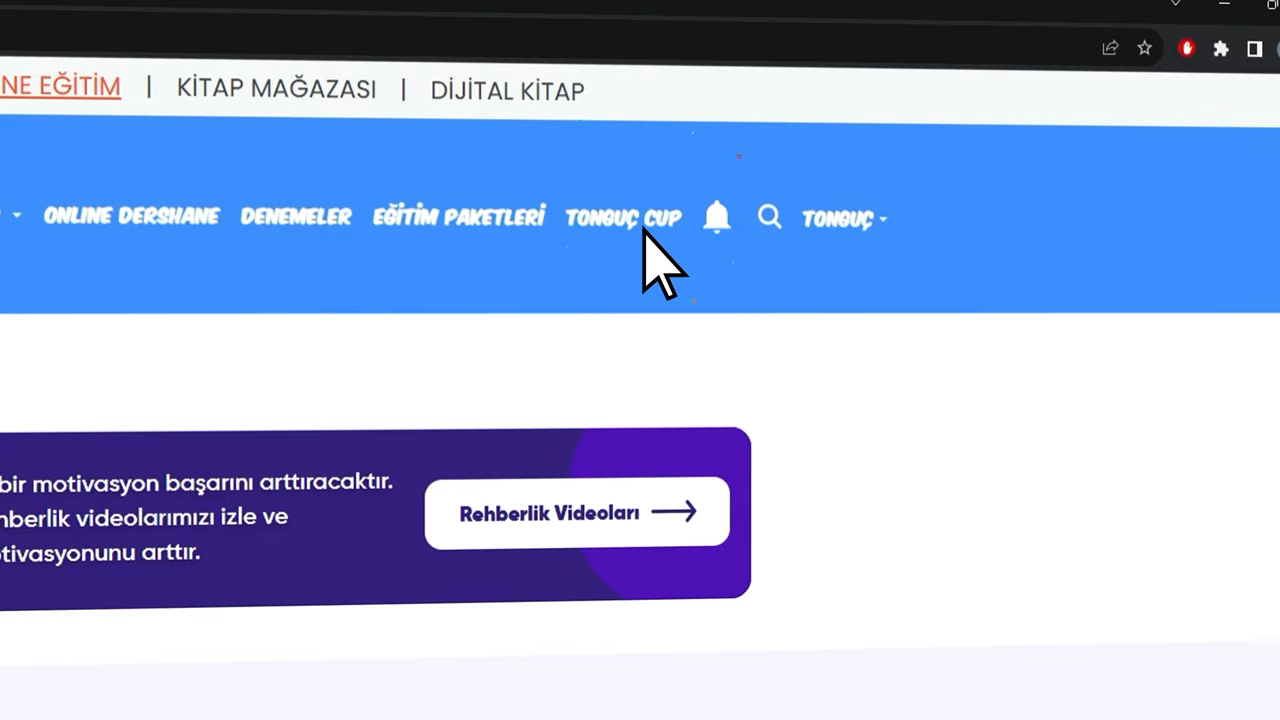 NE EĞİTİM | KİTAP MAĞAZASI | DİJİTAL KİTAP
ONLINE DERSHANE DENEMELER EĞİTİM PAKETLERİ TONGUÇ CUP TONGUÇ
bir motivasyon başarını arttıracaktır.
hberlik videolarımızı izle ve
otivasyonunu arttır.
Rehberlik Videoları